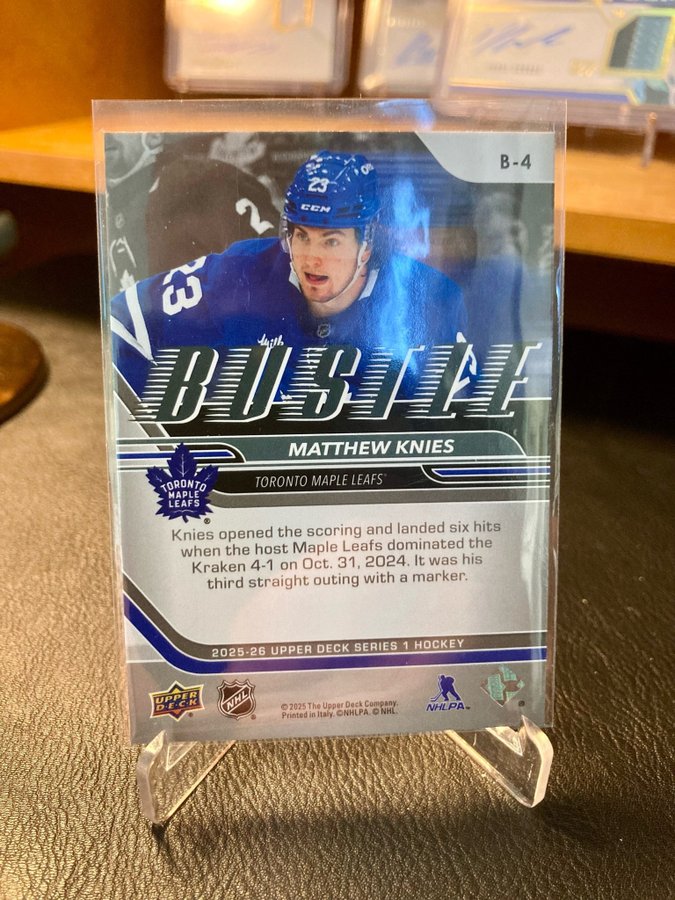 B-4
23
CCM
2
23
BUSTLE
MATTHEW KNIES
TORONTO MAPLE LEAFS
TORONTO
MAPLE
LEAFS
Knies opened the scoring and landed six hits
when the host Maple Leafs dominated the
Kraken 4-1 on Oct. 31, 2024. It was his
third straight outing with a marker.
2025-26 UPPER DECK SERIES 1 HOCKEY
UPPER
DECK
NHL
© 2025 The Upper Deck Company.
Printed in Italy. ©NHLPA. © NHL.
NHLPA